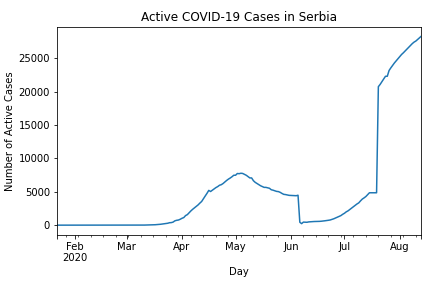 Active COVID-19 Cases in Serbia
Number of Active Cases
25000
20000
15000
10000
5000
0
Feb Mar Apr May Jun Jul Aug
2020
Day